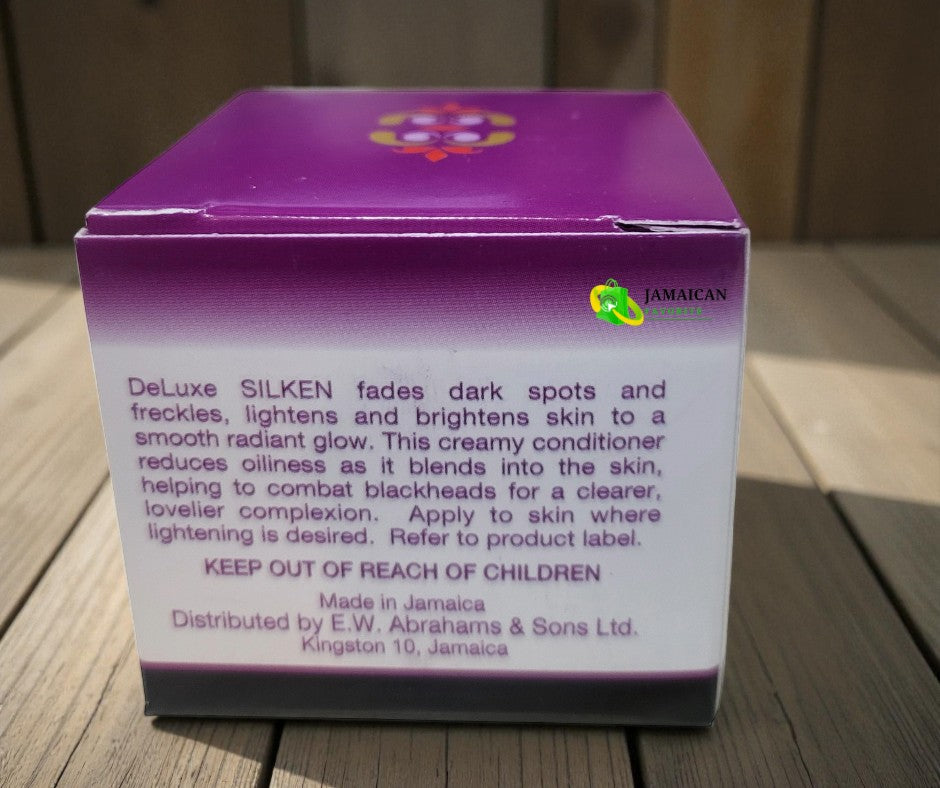 JAMAICAN
DeLuxe SILKEN fades dark spots and
freckles, lightens and brightens skin to a
smooth radiant glow. This creamy conditioner
reduces oiliness as it blends into the skin,
helping to combat blackheads for a clearer,
lovelier complexion. Apply to skin where
lightening is desired. Refer to product label.
KEEP OUT OF REACH OF CHILDREN
Made in Jamaica
Distributed by E.W. Abrahams & Sons Ltd.
Kingston 10, Jamaica